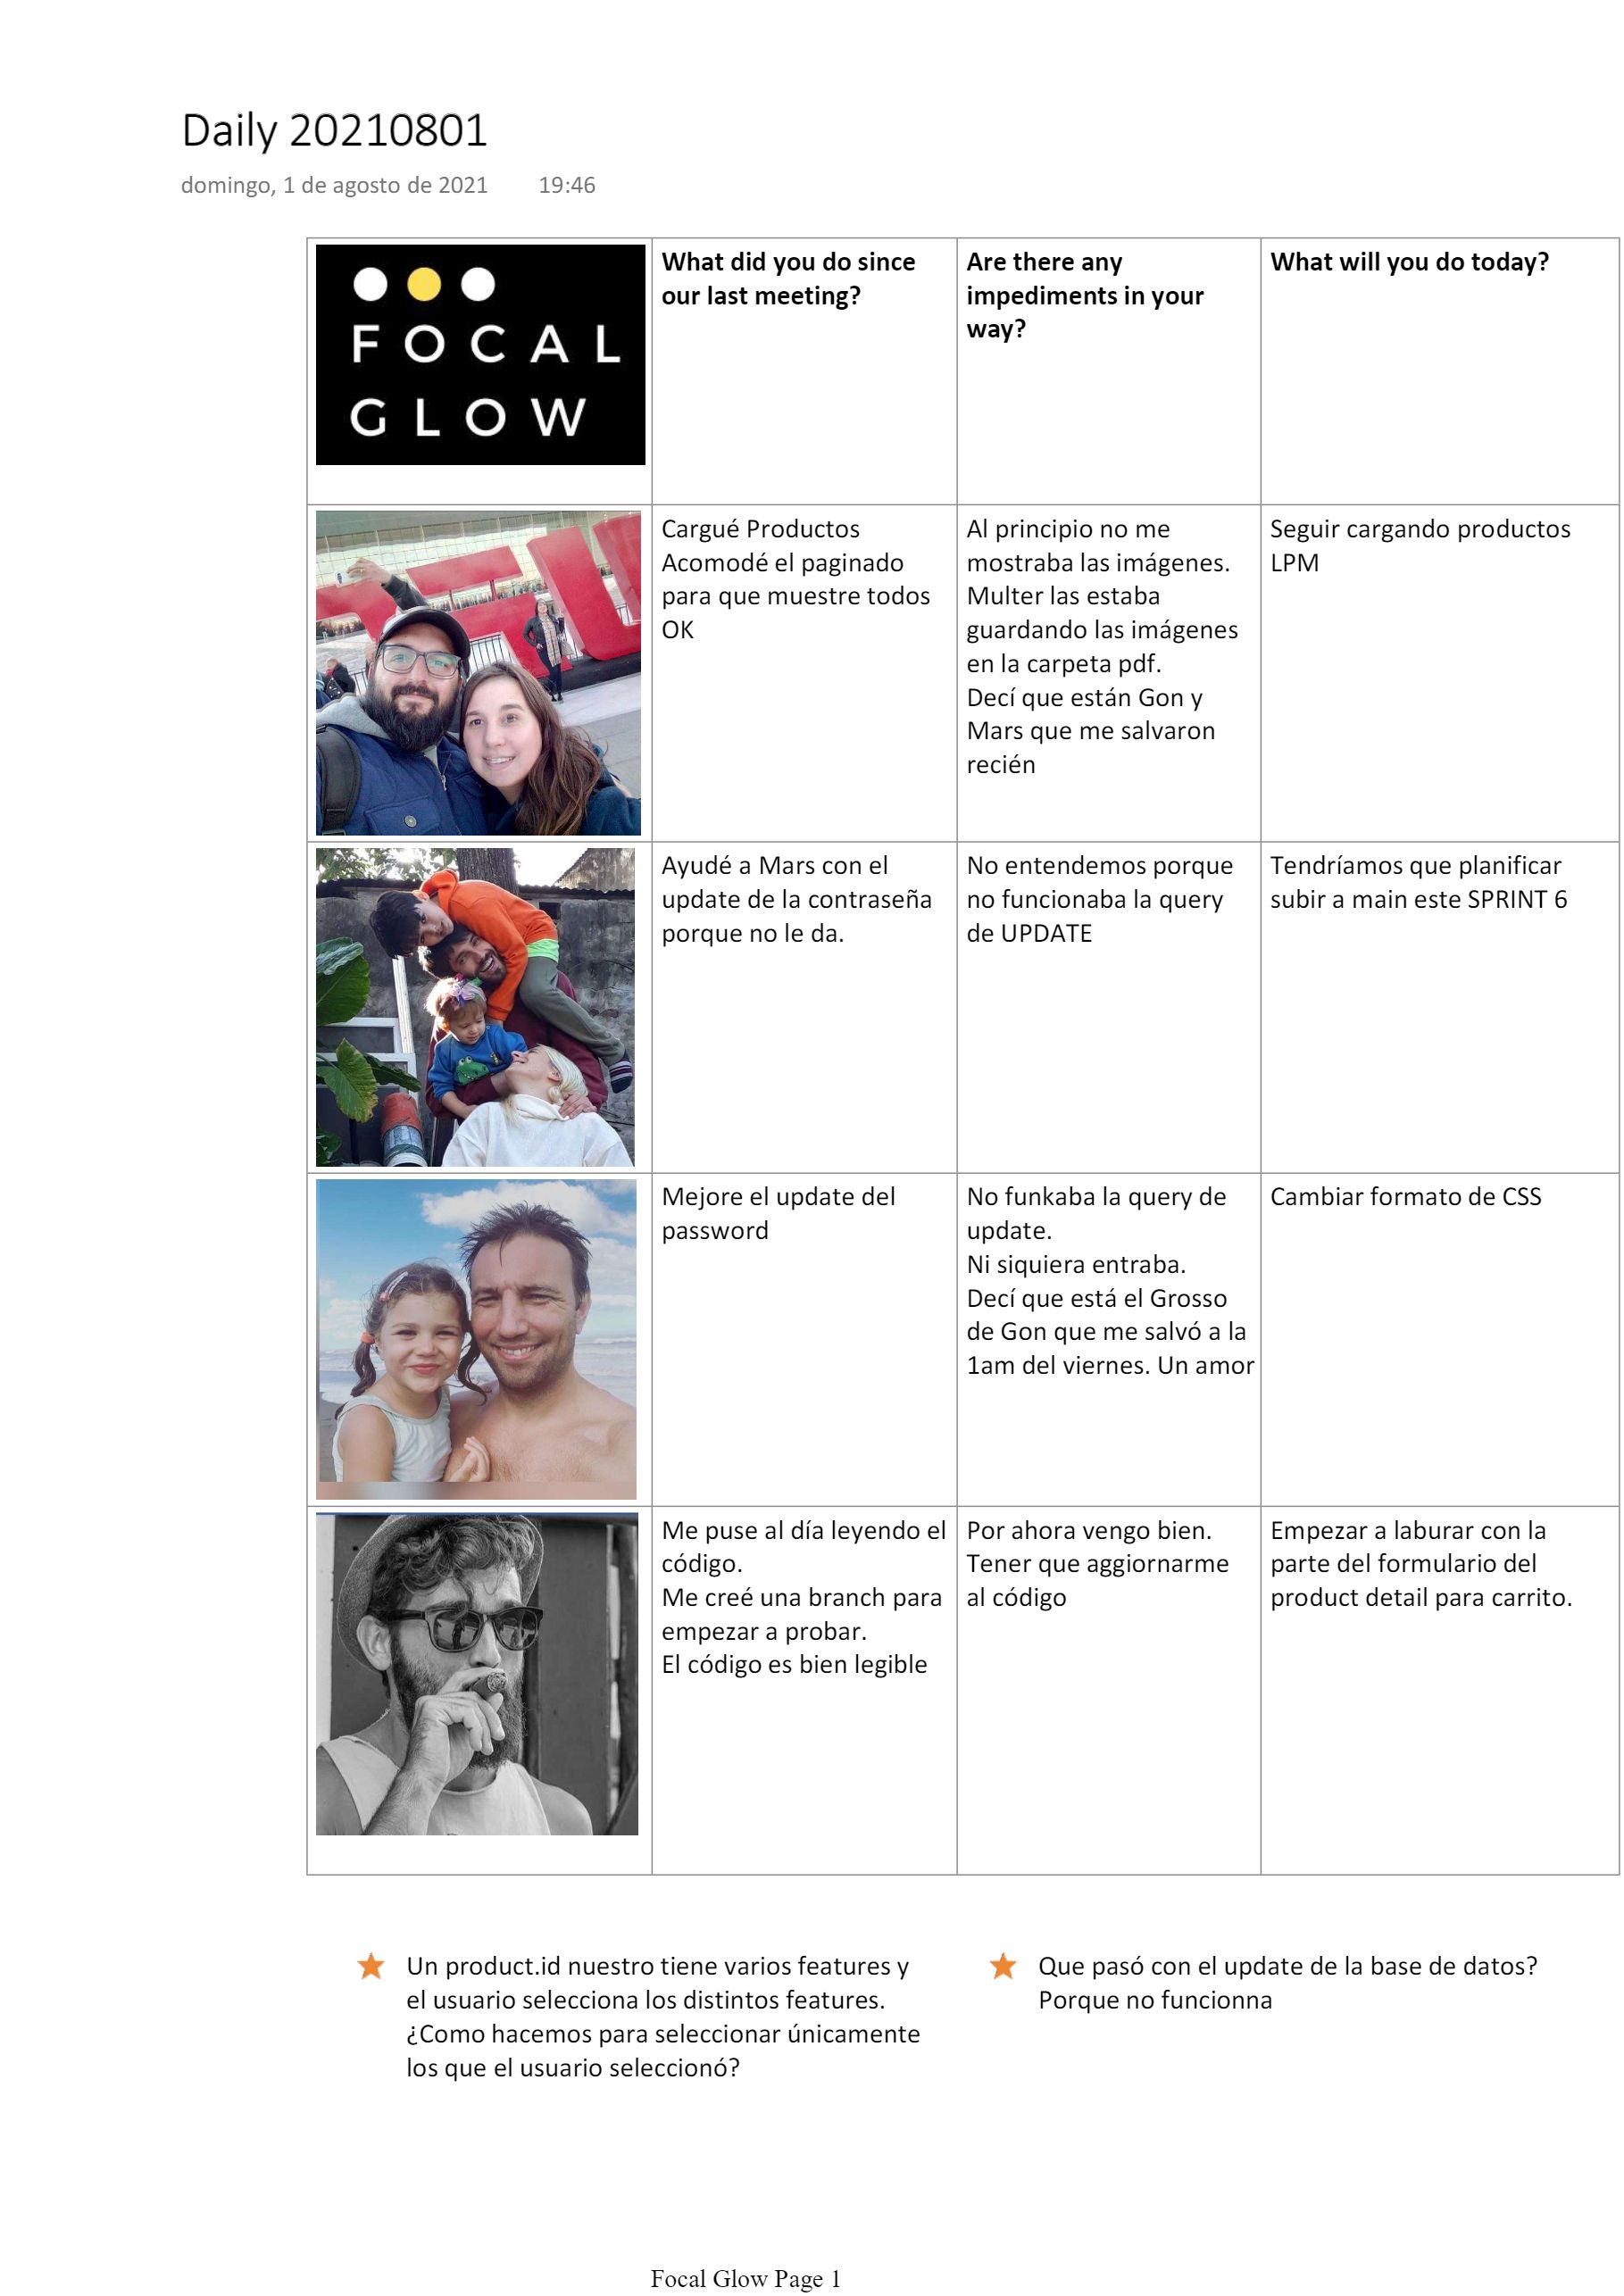 Daily 20210801
domingo, 1 de agosto de 2021 19:46
FOCAL
GLOW
What did you do since
our last meeting?
Are there any
impediments in your
way?
What will you do today?
Cargué Productos
Acomodé el paginado
para que muestre todos
OK
Al principio no me
mostraba las imágenes.
Multer las estaba
guardando las imágenes
en la carpeta pdf.
Decí que están Gon y
Mars que me salvaron
recién
Seguir cargando productos
LPM
Ayudé a Mars con el
update de la contraseña
porque no le da.
No entendemos porque
no funcionaba la query
de UPDATE
Tendríamos que planificar
subir a main este SPRINT 6
Mejore el update del
password
No funkaba la query de
update.
Ni siquiera entraba.
Decí que está el Grosso
de Gon que me salvó a la
1am del viernes. Un amor
Cambiar formato de CSS
Me puse al día leyendo el
código.
Me creé una branch para
empezar a probar.
El código es bien legible
Por ahora vengo bien.
Tener que aggiornarme
al código
Empezar a laburar con la
parte del formulario del
product detail para carrito.
Un product.id nuestro tiene varios features y
el usuario selecciona los distintos features.
¿Como hacemos para seleccionar únicamente
los que el usuario seleccionó?
Que pasó con el update de la base de datos?
Porque no funcionna
Focal Glow Page 1